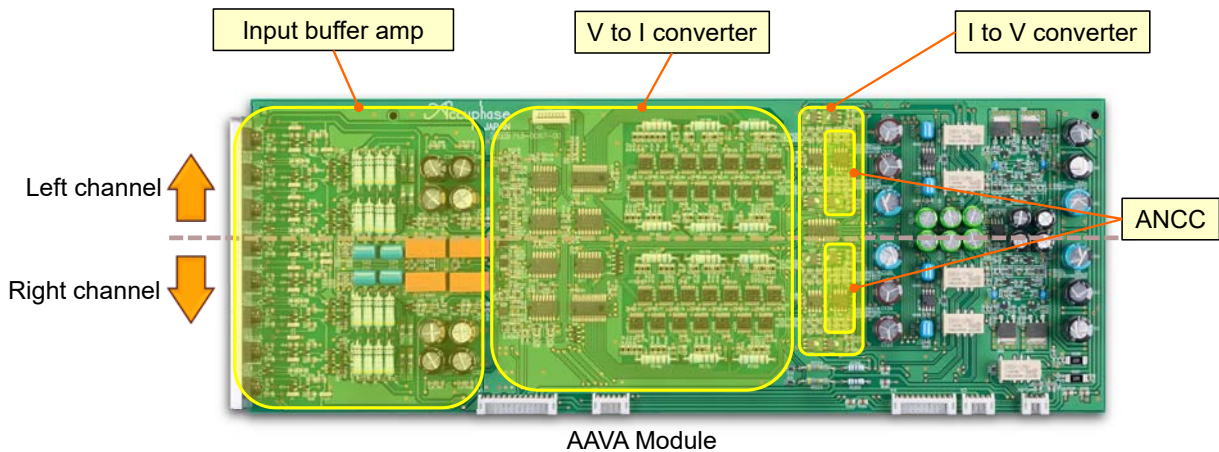 Input buffer amp
V to I converter
I to V converter
Accuphase
JAPAN
Left channel
ANCC
Right channel
AAVA Module